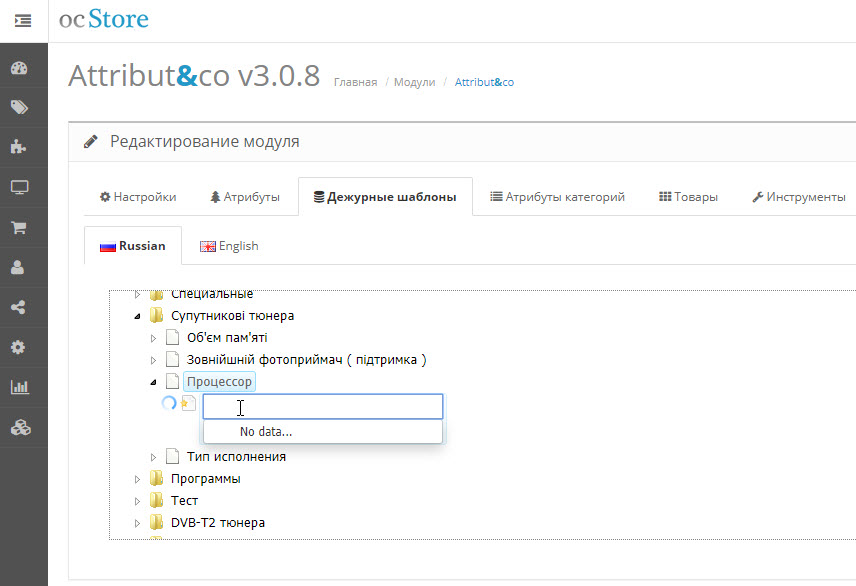 ocStore
Attribut&co v3.0.8 Главная / Модули / Attribut&co
Редактирование модуля
Настройки Атрибуты Дежурные шаблоны Атрибуты категорий Товары Инструменты
Russian English
Специальные
Супутникові тюнера
Об'єм пам'яті
Зовнішній фотоприймач ( підтримка )
Процессор
No data...
Тип исполнения
Программы
Тест
DVB-T2 тюнера